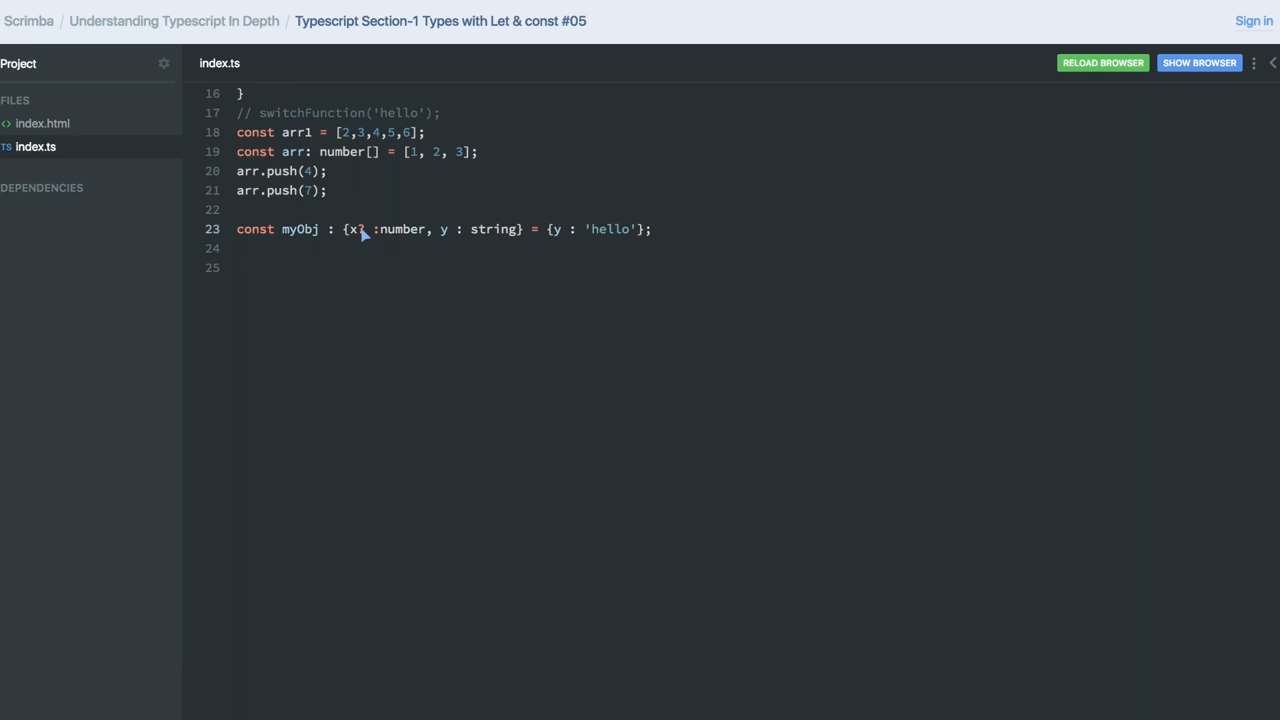 Scrimba / Understanding Typescript In Depth / Typescript Section-1 Types with Let & const #05
Sign in
Project
index.ts
RELOAD BROWSER
SHOW BROWSER
FILES
<> index.html
TS index.ts
DEPENDENCIES
16 }
17 // switchFunction('hello');
18 const arr1 = [2,3,4,5,6];
19 const arr: number[] = [1, 2, 3];
20 arr.push(4);
21 arr.push(7);
22
23 const myObj : {x? :number, y : string} = {y : 'hello'};
24
25